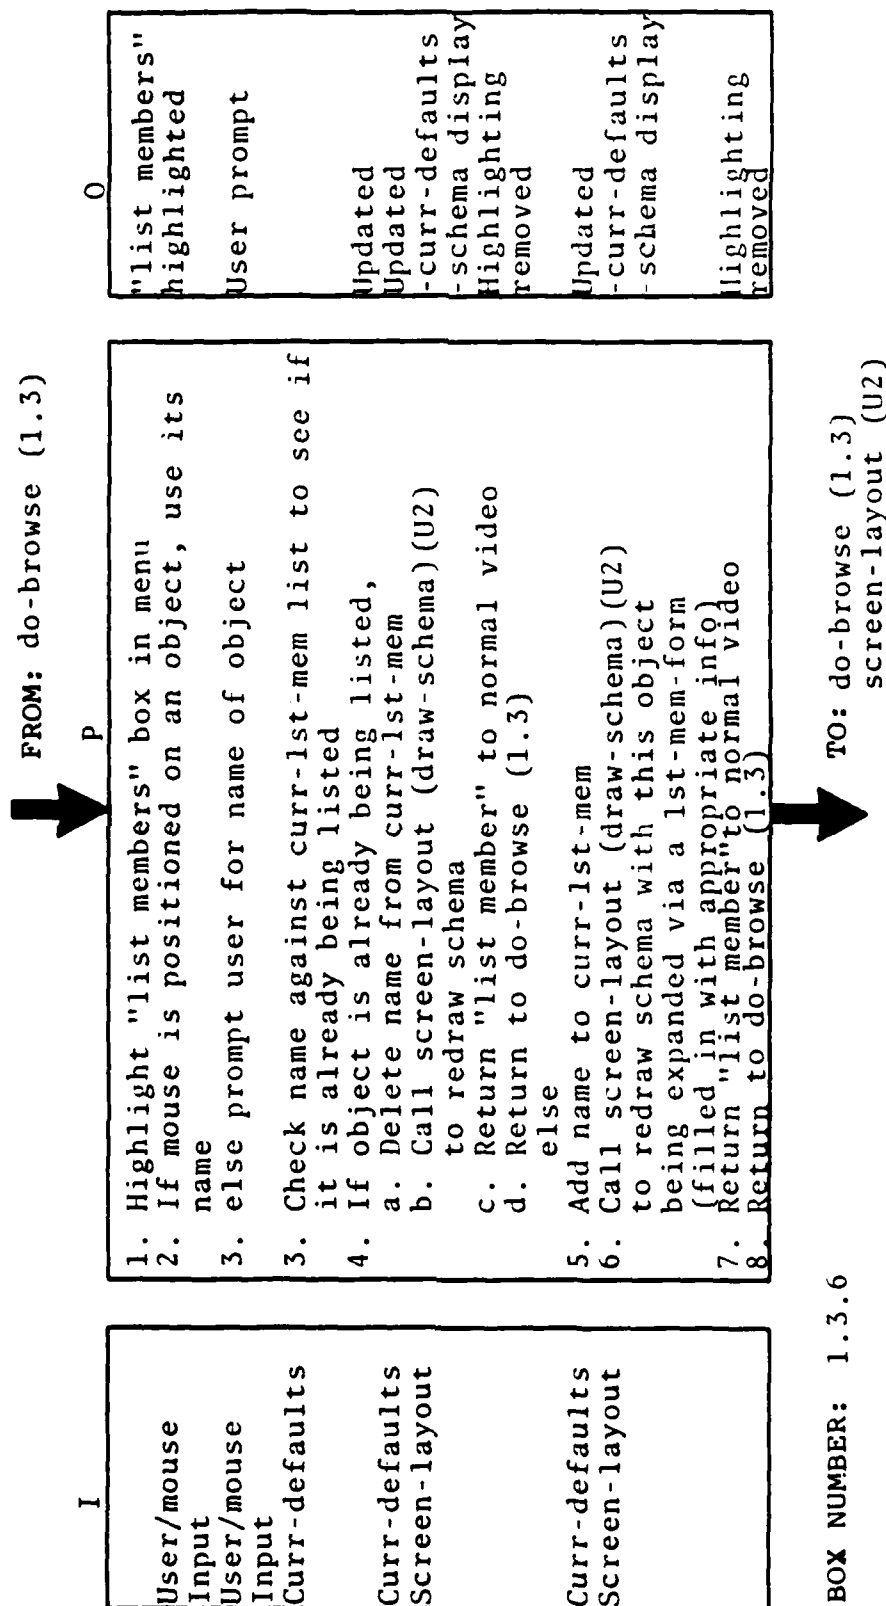 FROM: do-browse (1.3)
I
User/mouse
Input
User/mouse
Input
Curr-defaults
Curr-defaults
Screen-layout
Curr-defaults
Screen-layout
P
1. Highlight "list members" box in menu
2. If mouse is positioned on an object, use its
name
3. else prompt user for name of object
3. Check name against curr-lst-mem list to see if
it is already being listed
4. If object is already being listed,
a. Delete name from curr-lst-mem
b. Call screen-layout (draw-schema)(U2)
to redraw schema
c. Return "list member" to normal video
d. Return to do-browse (1.3)
else
5. Add name to curr-lst-mem
6. Call screen-layout (draw-schema)(U2)
to redraw schema with this object
being expanded via a lst-mem-form
(filled in with appropriate info)
7. Return "list member"to normal video
8. Return to do-browse (1.3)
O
"list members"
highlighted
User prompt
Updated
Updated
-curr-defaults
-schema display
Highlighting
removed
Updated
-curr-defaults
-schema display
Highlighting
removed
BOX NUMBER: 1.3.6
TO: do-browse (1.3)
screen-layout (U2)